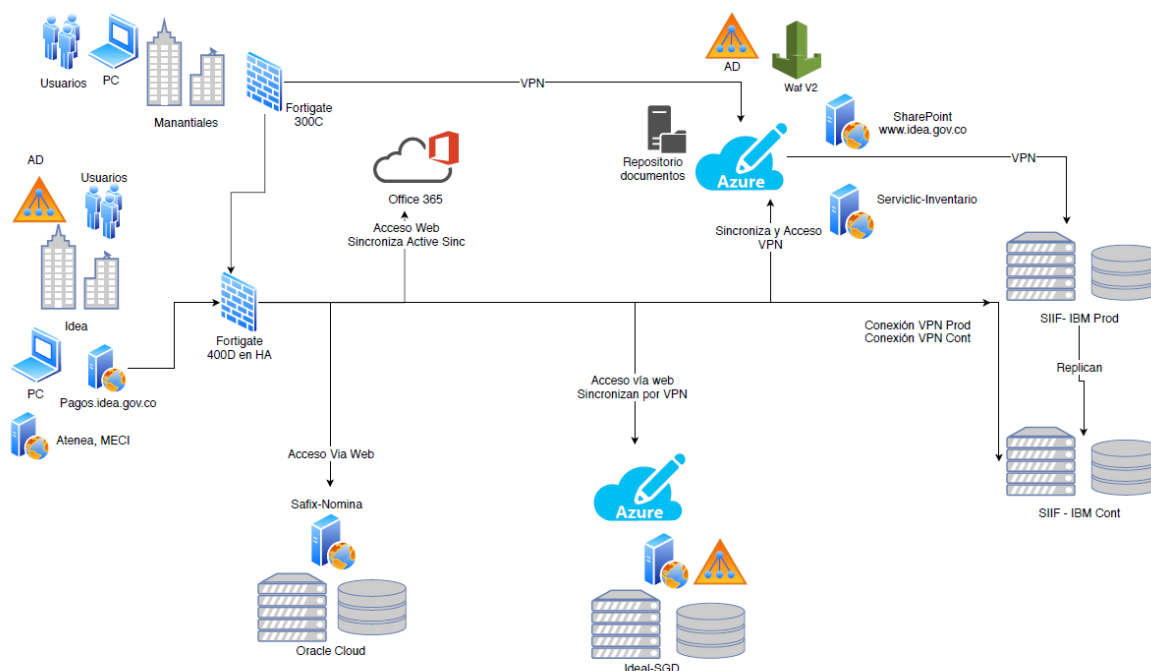 Usuarios
PC
Manantiales
Fortigate
300C
VPN
AD
Waf V2
SharePoint
www.idea.gov.co
Repositorio
documentos
Azure
VPN
Serviclic-Inventario
Sincroniza y Acceso
VPN
Office 365
Acceso Web
Sincroniza Active Sinc
AD
Usuarios
Idea
Fortigate
400D en HA
PC
Pagos.idea.gov.co
Atenea, MECI
Conexión VPN Prod
Conexión VPN Cont
SIIF- IBM Prod
Replican
SIIF - IBM Cont
Acceso vía web
Sincronizan por VPN
Acceso Via Web
Safix-Nomina
Oracle Cloud
Azure
Ideal-SGD